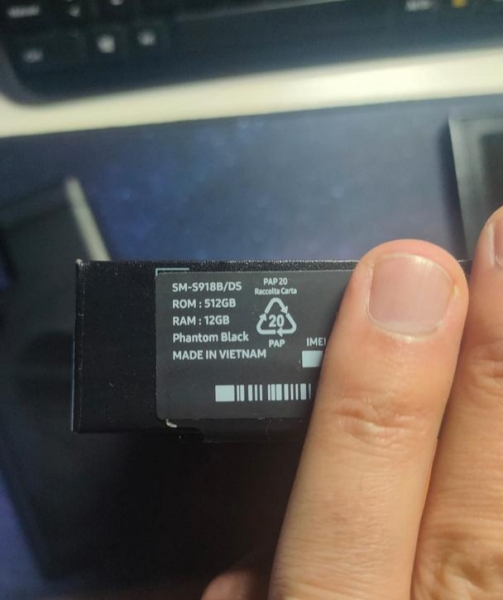 SM-S918B/DS
ROM : 512GB
RAM : 12GB
Phantom Black
MADE IN VIETNAM
PAP 20
Raccolta Carta
20
PAP
IMEI